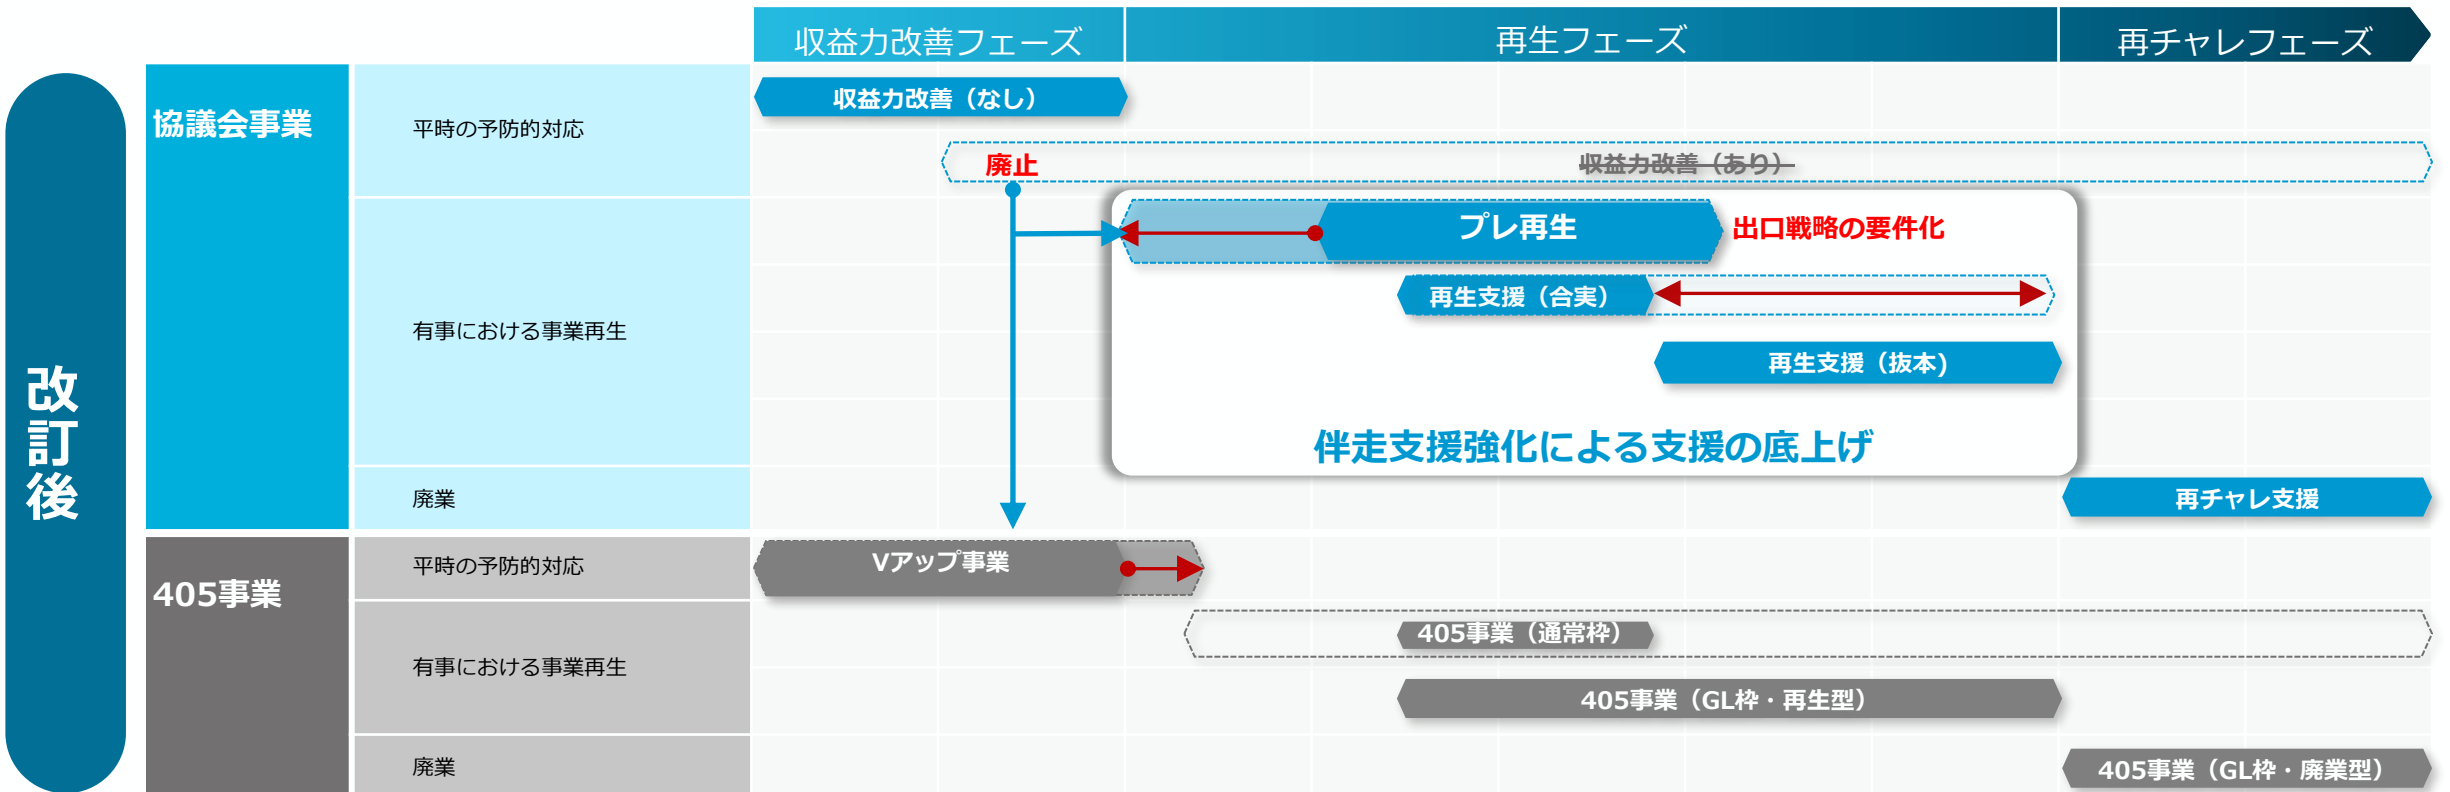 収益力改善フェーズ
再生フェーズ
再チャレフェーズ
改訂後
協議会事業
平時の予防的対応
収益力改善（なし）
廃止
収益力改善（あり）
有事における事業再生
プレ再生
出口戦略の要件化
再生支援（合実）
再生支援（抜本)
伴走支援強化による支援の底上げ
廃業
再チャレ支援
405事業
平時の予防的対応
Vアップ事業
有事における事業再生
405事業（通常枠）
405事業（GL枠・再生型）
廃業
405事業（GL枠・廃業型）